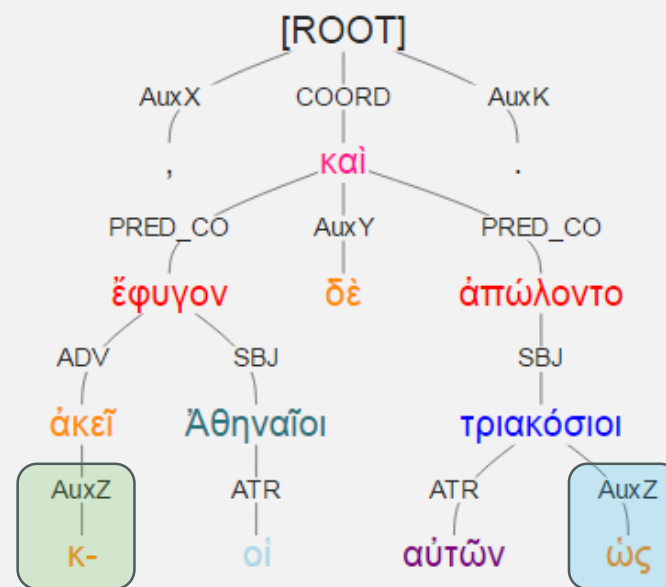 [ROOT]
AuxX COORD AuxK
, καὶ .
PRED_CO AuxY PRED_CO
ἔφυγον δὲ ἀπώλοντο
ADV SBJ SBJ
ἀκεῖ Ἀθηναῖοι τριακόσιοι
AuxZ ATR ATR AuxZ
κ- οἱ αὐτῶν ὡς